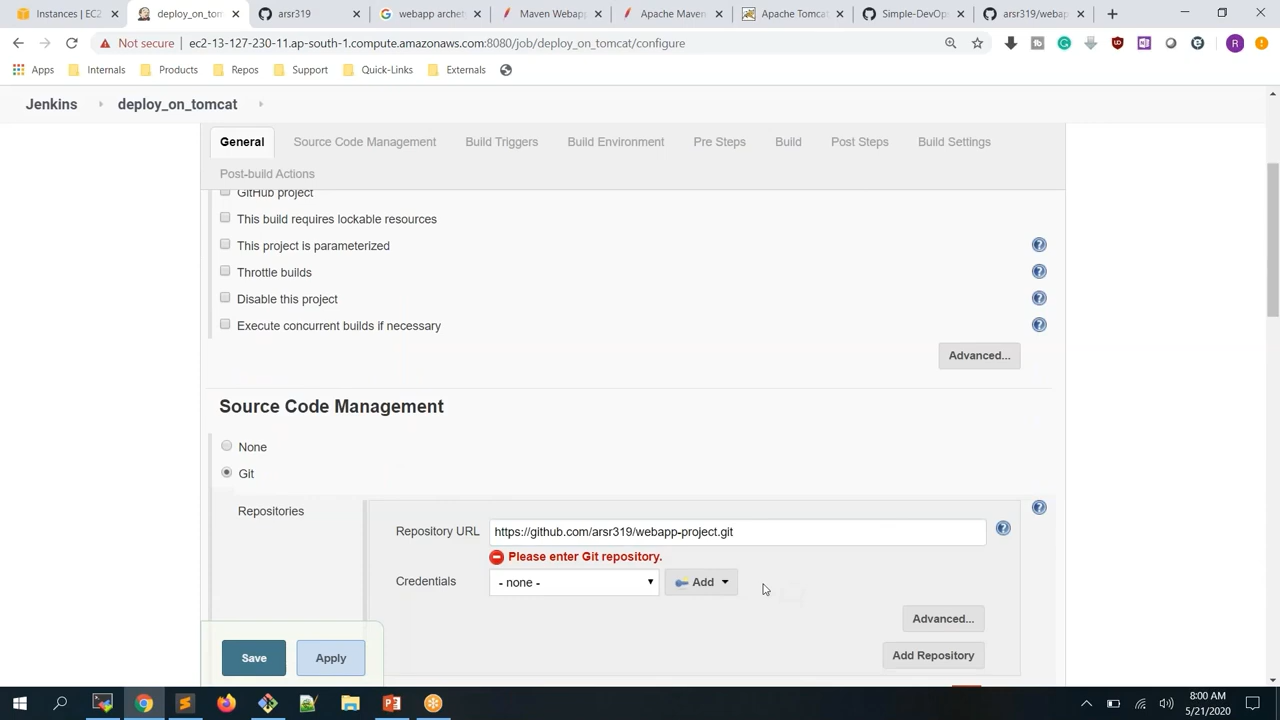 Instances | EC2
deploy_on_tom
arsr319
webapp archet
Maven Webapp
Apache Maven
Apache Tomcat
Simple-DevOp
arsr319/webap
Not secure
ec2-13-127-230-11.ap-south-1.compute.amazonaws.com:8080/job/deploy_on_tomcat/configure
R
Apps
Internals
Products
Repos
Support
Quick-Links
Externals
Jenkins
deploy_on_tomcat
General
Source Code Management
Build Triggers
Build Environment
Pre Steps
Build
Post Steps
Build Settings
Post-build Actions
GitHub project
This build requires lockable resources
This project is parameterized
Throttle builds
Disable this project
Execute concurrent builds if necessary
Advanced...
Source Code Management
None
Git
Repositories
Repository URL
https://github.com/arsr319/webapp-project.git
Please enter Git repository.
Credentials
- none -
Add
Advanced...
Add Repository
Save
Apply
8:00 AM
5/21/2020